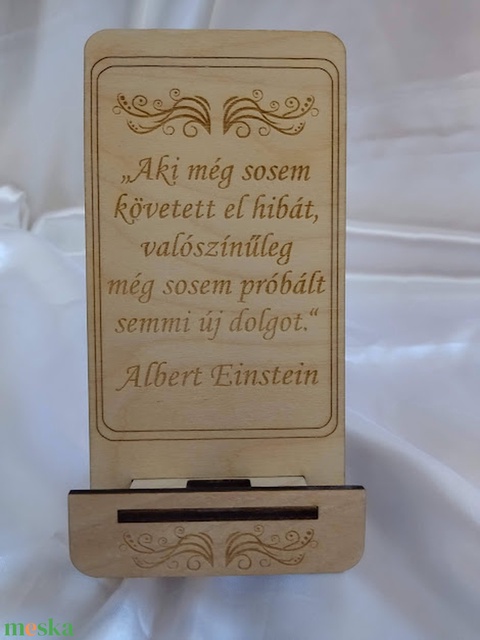 „Aki még sosem
követett el hibát,
valószínűleg
még sosem próbált
semmi új dolgot.“
Albert Einstein
meska